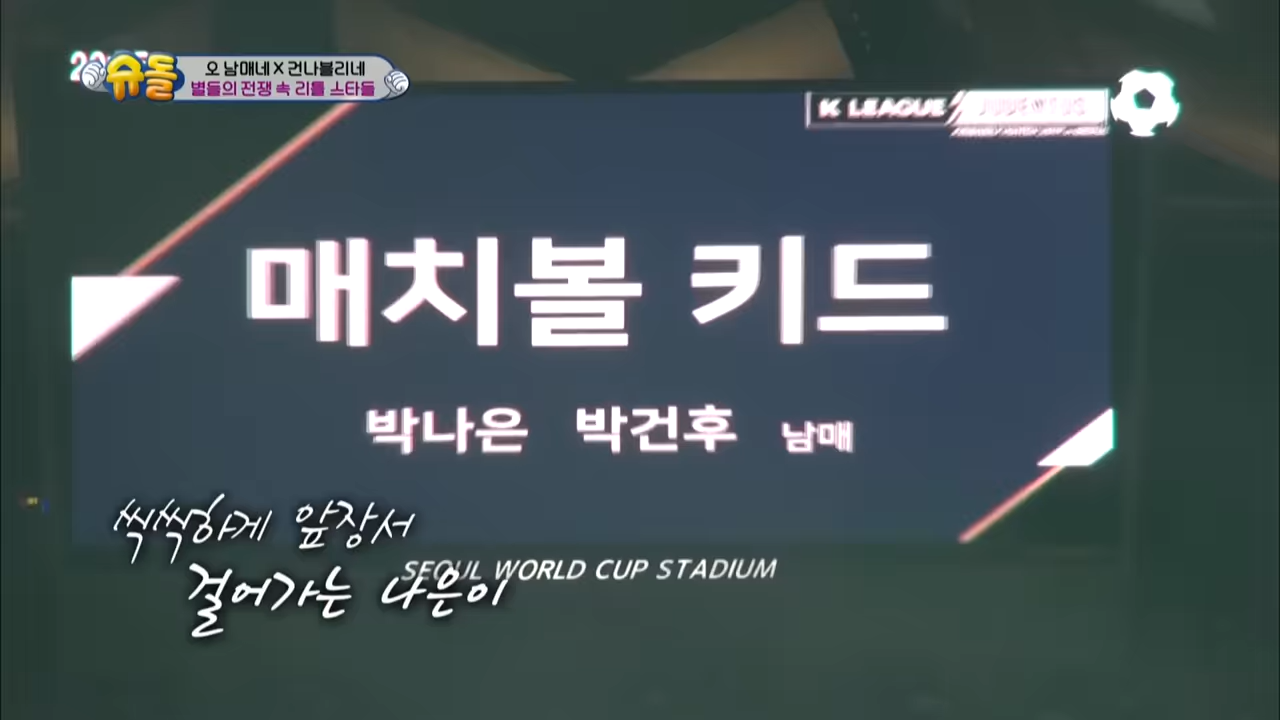 슈돌
오 남매네 X 건나블리네
별들의 전쟁 속 리틀 스타들
K LEAGUE JUVENTUS
매치볼 키드
박나은 박건후 남매
씩씩하게 앞장서
걸어가는 나은이
SEOUL WORLD CUP STADIUM